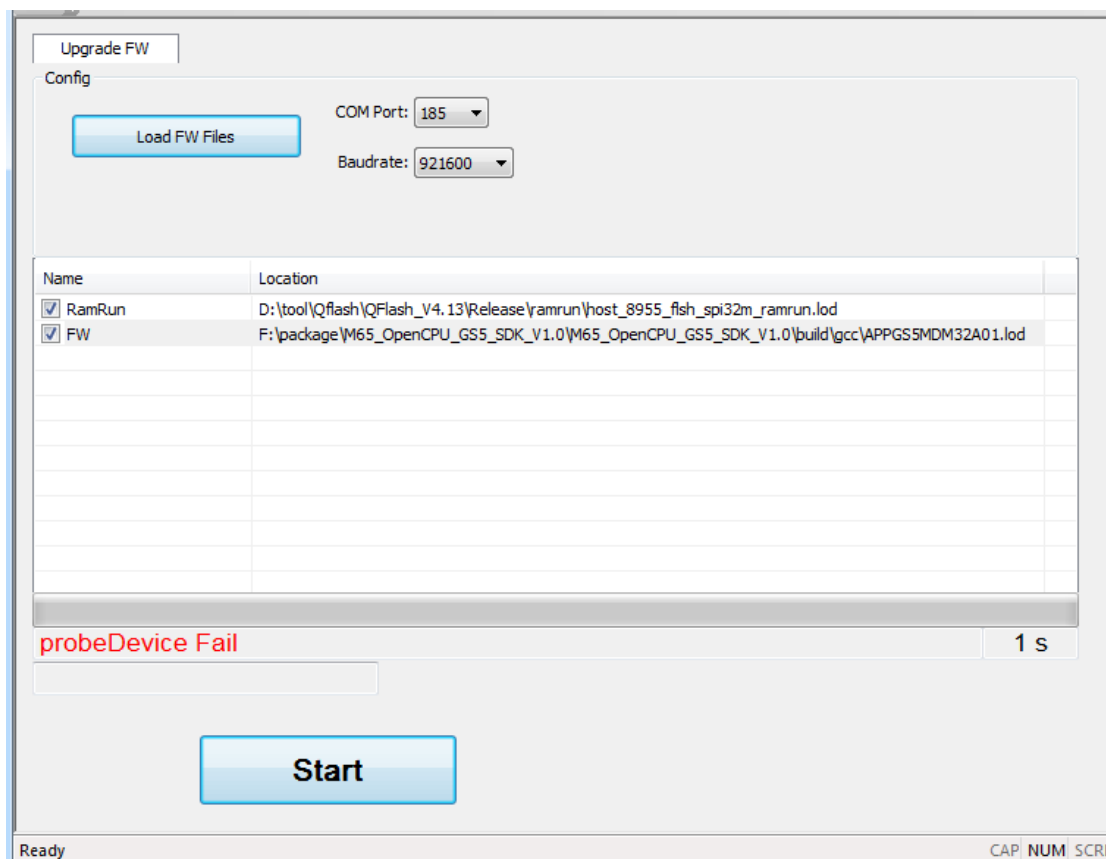 Upgrade FW
Config
Load FW Files
COM Port: 185
Baudrate: 921600
Name Location
RamRun D:\tool\Qflash\QFlash_V4.13\Release\ramrun\host_8955_flsh_spi32m_ramrun.lod
FW F:\package\M65_OpenCPU_GS5_SDK_V1.0\M65_OpenCPU_GS5_SDK_V1.0\build\gcc\APPGS5MDM32A01.lod
probeDevice Fail 1 s
Start
Ready CAP NUM SCRI